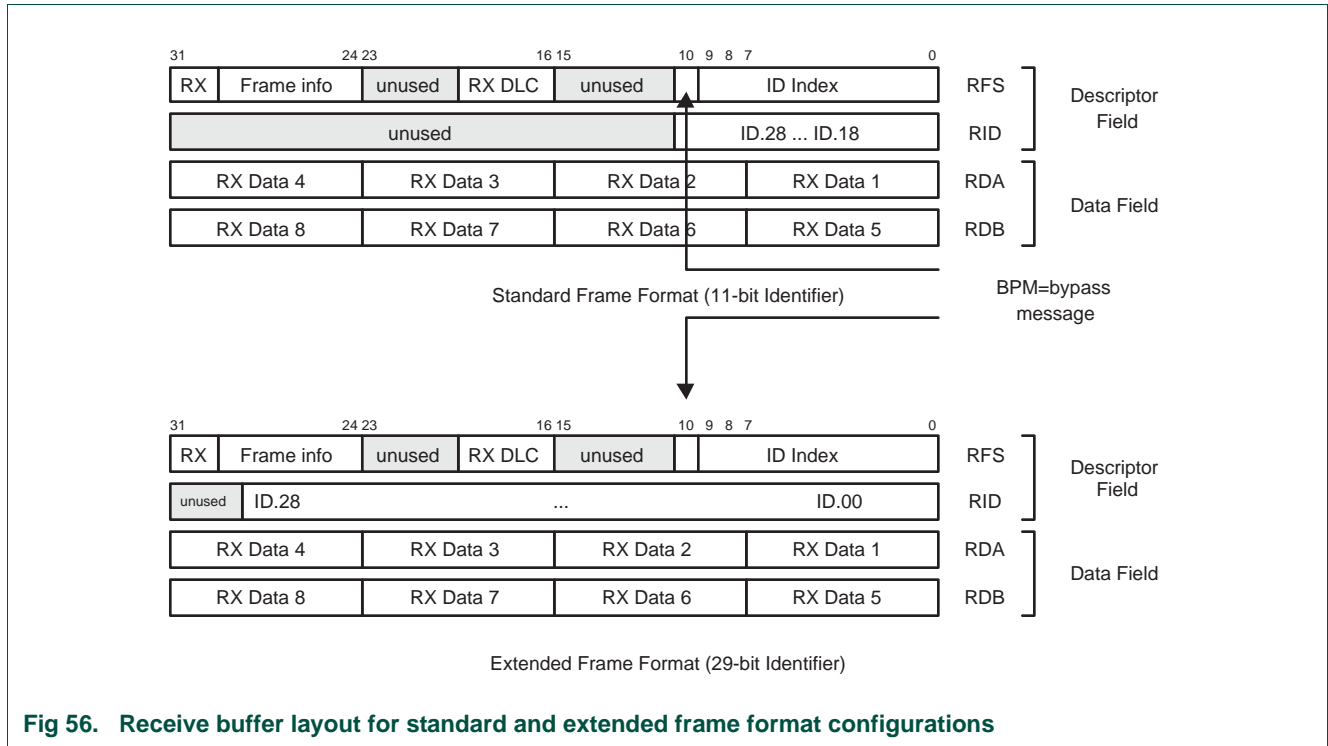 31 24 23 16 15 10 9 8 7 0
RX Frame info unused RX DLC unused ID Index RFS
Descriptor
Field
unused ID.28 ... ID.18 RID
RX Data 4 RX Data 3 RX Data 2 RX Data 1 RDA
Data Field
RX Data 8 RX Data 7 RX Data 6 RX Data 5 RDB
Standard Frame Format (11-bit Identifier)
BPM=bypass
message
31 24 23 16 15 10 9 8 7 0
RX Frame info unused RX DLC unused ID Index RFS
Descriptor
Field
unused ID.28 ... ID.00 RID
RX Data 4 RX Data 3 RX Data 2 RX Data 1 RDA
Data Field
RX Data 8 RX Data 7 RX Data 6 RX Data 5 RDB
Extended Frame Format (29-bit Identifier)
Fig 56. Receive buffer layout for standard and extended frame format configurations